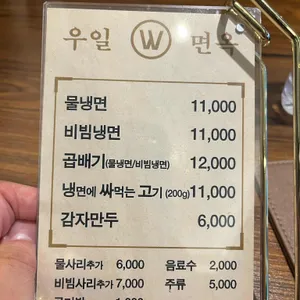 우일 W 면옥
물냉면 11,000
비빔냉면 11,000
곱배기(물냉면/비빔냉면) 12,000
냉면에 싸먹는 고기 (200g) 11,000
감자만두 6,000
물사리추가 6,000 음료수 2,000
비빔사리추가 7,000 주류 5,000